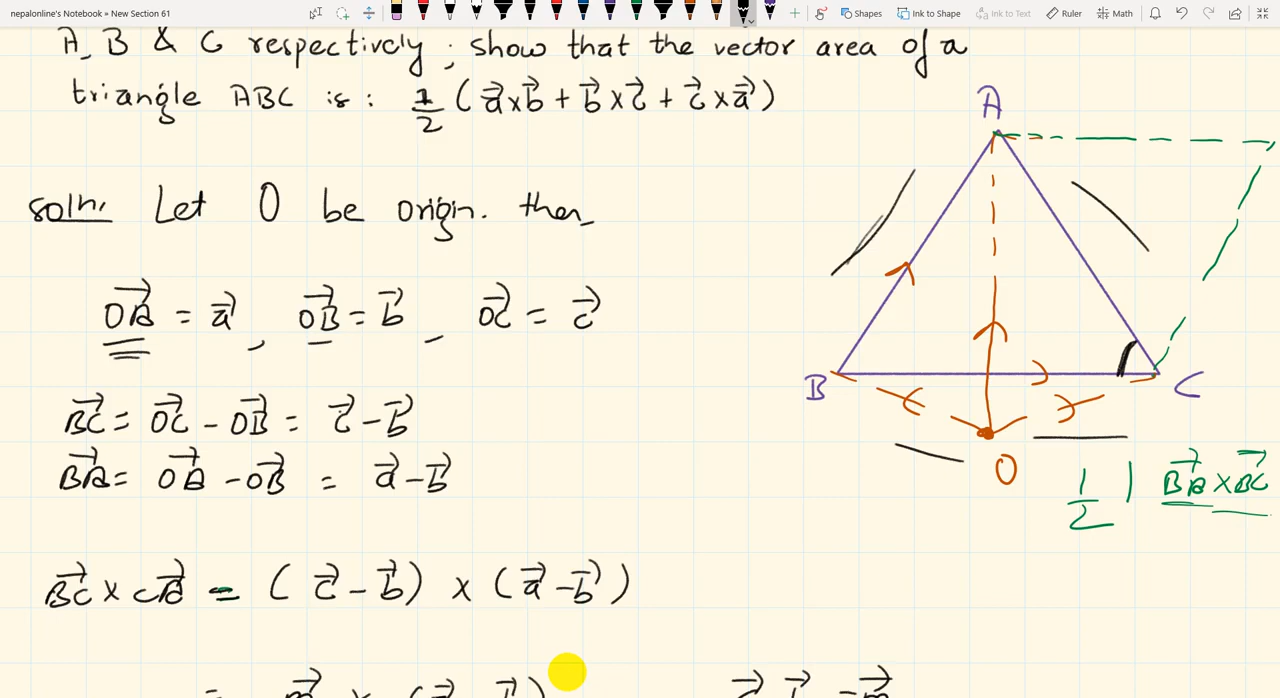 nepalonline's Notebook » New Section 61
Shapes Ink to Shape Ink to Text Ruler Math
A, B & C respectively; show that the vector area of a
triangle ABC is: 1/2 (a⃗ × b⃗ + b⃗ × c⃗ + c⃗ × a⃗)
soln. Let O be origin. then
OA⃗ = a⃗, OB⃗ = b⃗, OC⃗ = c⃗
BC⃗ = OC⃗ - OB⃗ = c⃗ - b⃗
BA⃗ = OA⃗ - OB⃗ = a⃗ - b⃗
BC⃗ × CA⃗ = (c⃗ - b⃗) × (a⃗ - b⃗)
A
B
C
O
1/2 | BA⃗ × BC⃗